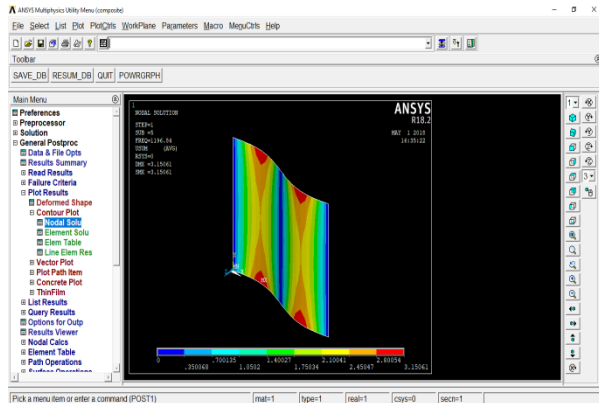 ANSYS Multiphysics Utility Menu (composite)
File Select List Plot PlotCtrls WorkPlane Parameters Macro MenuCtrls Help
Toolbar
SAVE_DB RESUM_DB QUIT POWRGRPH
Main Menu
Preferences
Preprocessor
Solution
General Postproc
Data & File Opts
Results Summary
Read Results
Failure Criteria
Plot Results
Deformed Shape
Contour Plot
Nodal Solu
Element Solu
Elem Table
Line Elem Res
Vector Plot
Plot Path Item
Concrete Plot
ThinFilm
List Results
Query Results
Options for Outp
Results Viewer
Nodal Calcs
Element Table
Path Operations
Surface Operations
1
NODAL SOLUTION
STEP=1
SUB =5
FREQ=1196.04
USUM (AVG)
RSYS=0
DMX =3.15061
SMX =3.15061
ANSYS
R18.2
MAY 1 2018
16:35:22
MX
0 .700135 1.40027 2.10041 2.80054
.350068 1.0502 1.75034 2.45047 3.15061
1
3
Pick a menu item or enter a command (POST1) mat=1 type=1 real=1 csys=0 secn=1